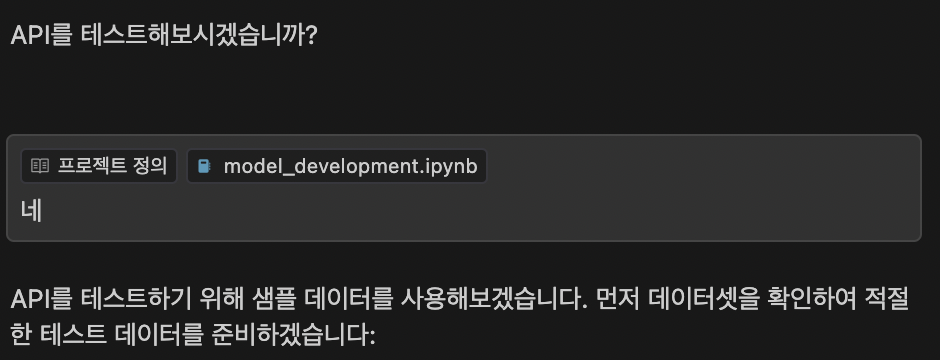 API를 테스트해보시겠습니까?
프로젝트 정의 model_development.ipynb
네
API를 테스트하기 위해 샘플 데이터를 사용해보겠습니다. 먼저 데이터셋을 확인하여 적절
한 테스트 데이터를 준비하겠습니다: